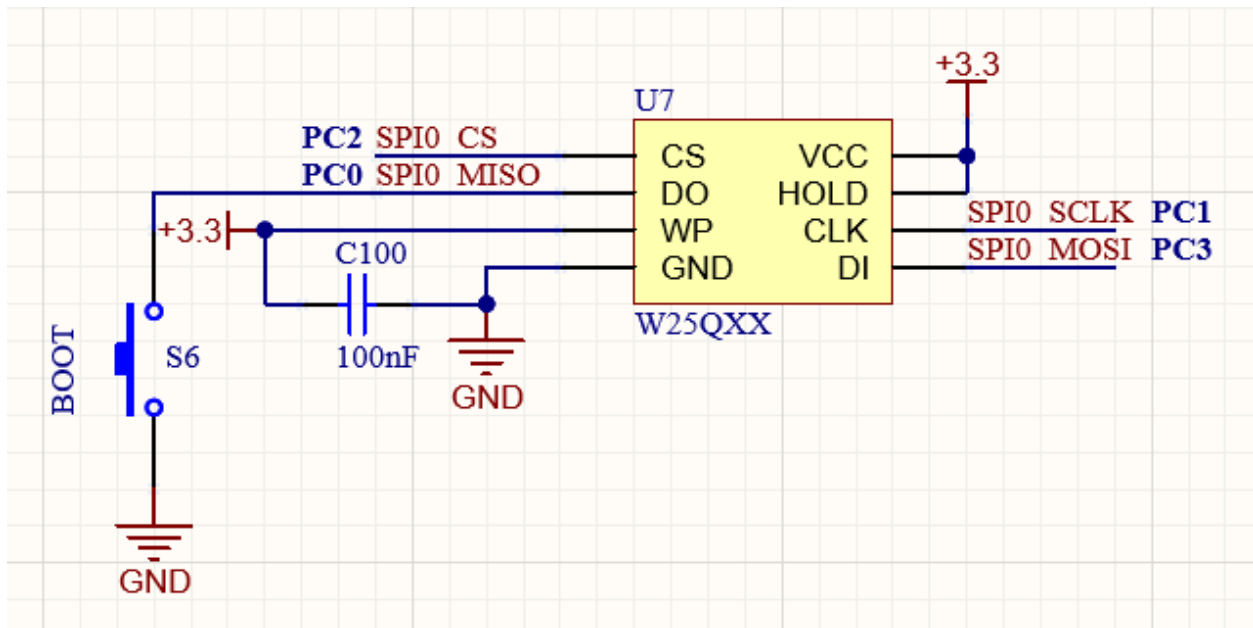 +3.3
U7
PC2 SPI0 CS
CS VCC
PC0 SPI0 MISO
DO HOLD
SPI0 SCLK PC1
+3.3
WP CLK
SPI0 MOSI PC3
C100
GND DI
W25QXX
BOOT
S6
100nF
GND
GND